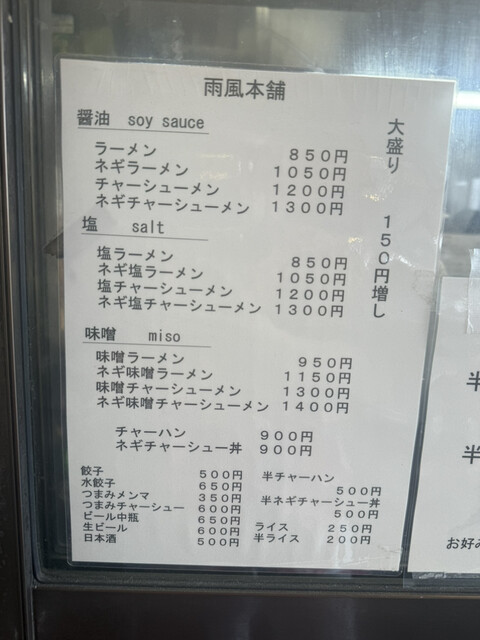 雨風本舗
醤油 soy sauce
ラーメン 850円
ネギラーメン 1050円
チャーシューメン 1200円
ネギチャーシューメン 1300円
大盛り 150円増し
塩 salt
塩ラーメン 850円
ネギ塩ラーメン 1050円
塩チャーシューメン 1200円
ネギ塩チャーシューメン 1300円
味噌 miso
味噌ラーメン 950円
ネギ味噌ラーメン 1150円
味噌チャーシューメン 1300円
ネギ味噌チャーシューメン 1400円
チャーハン 900円
ネギチャーシュー丼 900円
餃子 500円
水餃子 650円
つまみメンマ 350円
つまみチャーシュー 600円
ビール中瓶 650円
生ビール 600円
日本酒 500円
半チャーハン
500円
半ネギチャーシュー丼
500円
ライス 250円
半ライス 200円
半
半
お好み